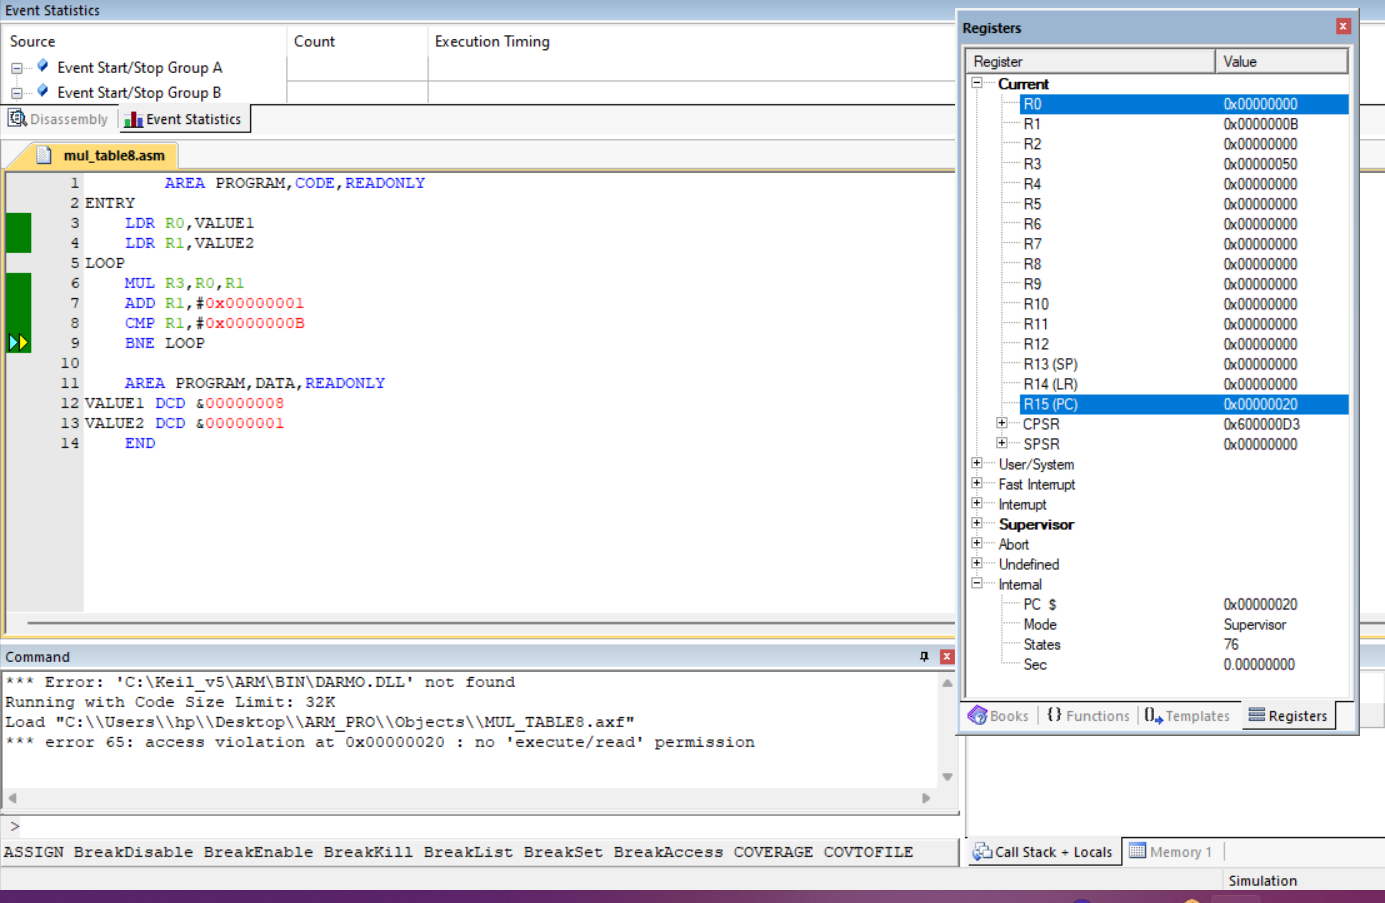 Event Statistics
Source Count Execution Timing
Event Start/Stop Group A
Event Start/Stop Group B
Disassembly Event Statistics
mul_table8.asm
1 AREA PROGRAM,CODE,READONLY
2 ENTRY
3 LDR R0,VALUE1
4 LDR R1,VALUE2
5 LOOP
6 MUL R3,R0,R1
7 ADD R1,#0x00000001
8 CMP R1,#0x0000000B
9 BNE LOOP
10
11 AREA PROGRAM,DATA,READONLY
12 VALUE1 DCD &00000008
13 VALUE2 DCD &00000001
14 END
Command
*** Error: 'C:\Keil_v5\ARM\BIN\DARMO.DLL' not found
Running with Code Size Limit: 32K
Load "C:\\Users\\hp\\Desktop\\ARM_PRO\\Objects\\MUL_TABLE8.axf"
*** error 65: access violation at 0x00000020 : no 'execute/read' permission
>
ASSIGN BreakDisable BreakEnable BreakKill BreakList BreakSet BreakAccess COVERAGE COVTOFILE
Registers
Register Value
Current
R0 0x00000000
R1 0x0000000B
R2 0x00000000
R3 0x00000050
R4 0x00000000
R5 0x00000000
R6 0x00000000
R7 0x00000000
R8 0x00000000
R9 0x00000000
R10 0x00000000
R11 0x00000000
R12 0x00000000
R13 (SP) 0x00000000
R14 (LR) 0x00000000
R15 (PC) 0x00000020
CPSR 0x600000D3
SPSR 0x00000000
User/System
Fast Interrupt
Interrupt
Supervisor
Abort
Undefined
Internal
PC $ 0x00000020
Mode Supervisor
States 76
Sec 0.00000000
Books {} Functions Templates Registers
Call Stack + Locals Memory 1
Simulation